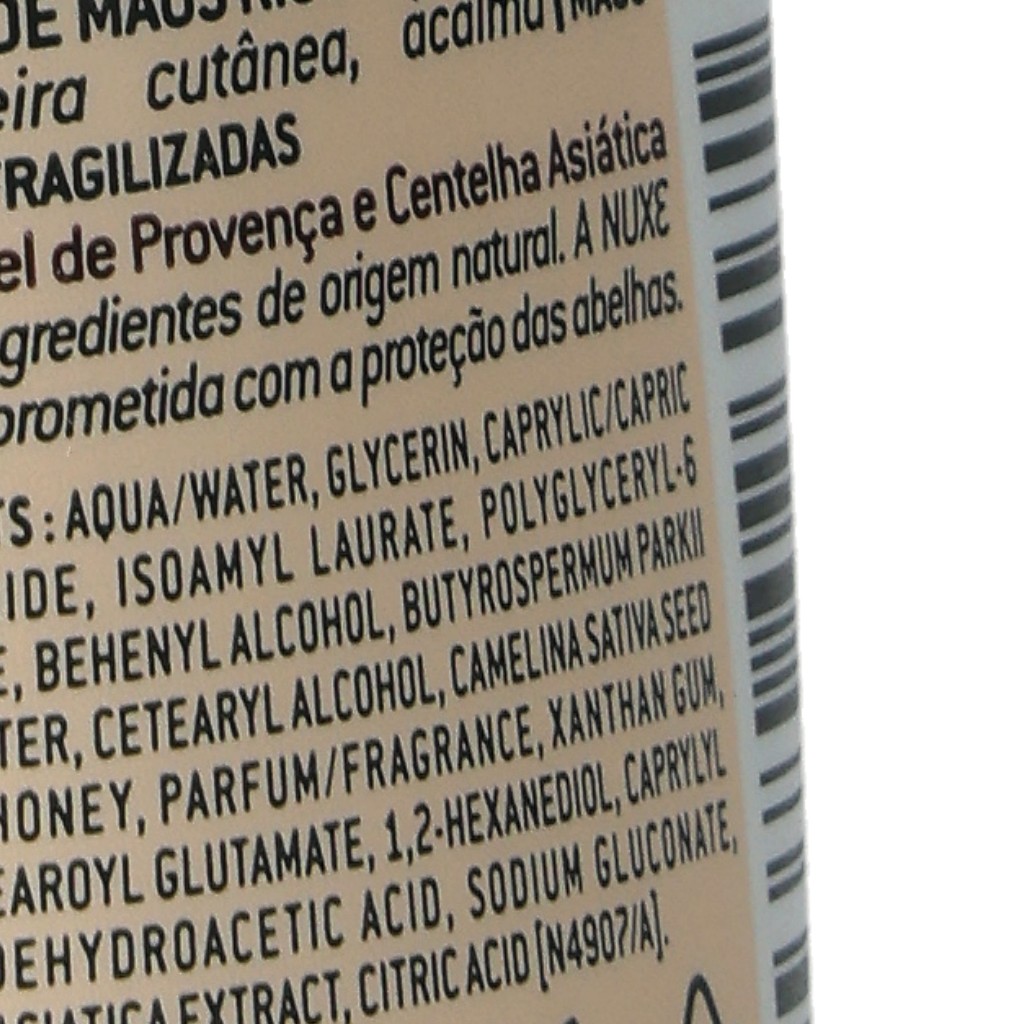 DE MAUS
eira cutânea, acalma
FRAGILIZADAS
el de Provença e Centelha Asiática
gredientes de origem natural. A NUXE
prometida com a proteção das abelhas.
TS : AQUA/WATER, GLYCERIN, CAPRYLIC/CAPRIC
IDE, ISOAMYL LAURATE, POLYGLYCERYL-6
E, BEHENYL ALCOHOL, BUTYROSPERMUM PARKII
TER, CETEARYL ALCOHOL, CAMELINA SATIVA SEED
HONEY, PARFUM/FRAGRANCE, XANTHAN GUM,
EAROYL GLUTAMATE, 1,2-HEXANEDIOL, CAPRYLYL
DEHYDROACETIC ACID, SODIUM GLUCONATE,
ASIATICA EXTRACT, CITRIC ACID [N4907/A].